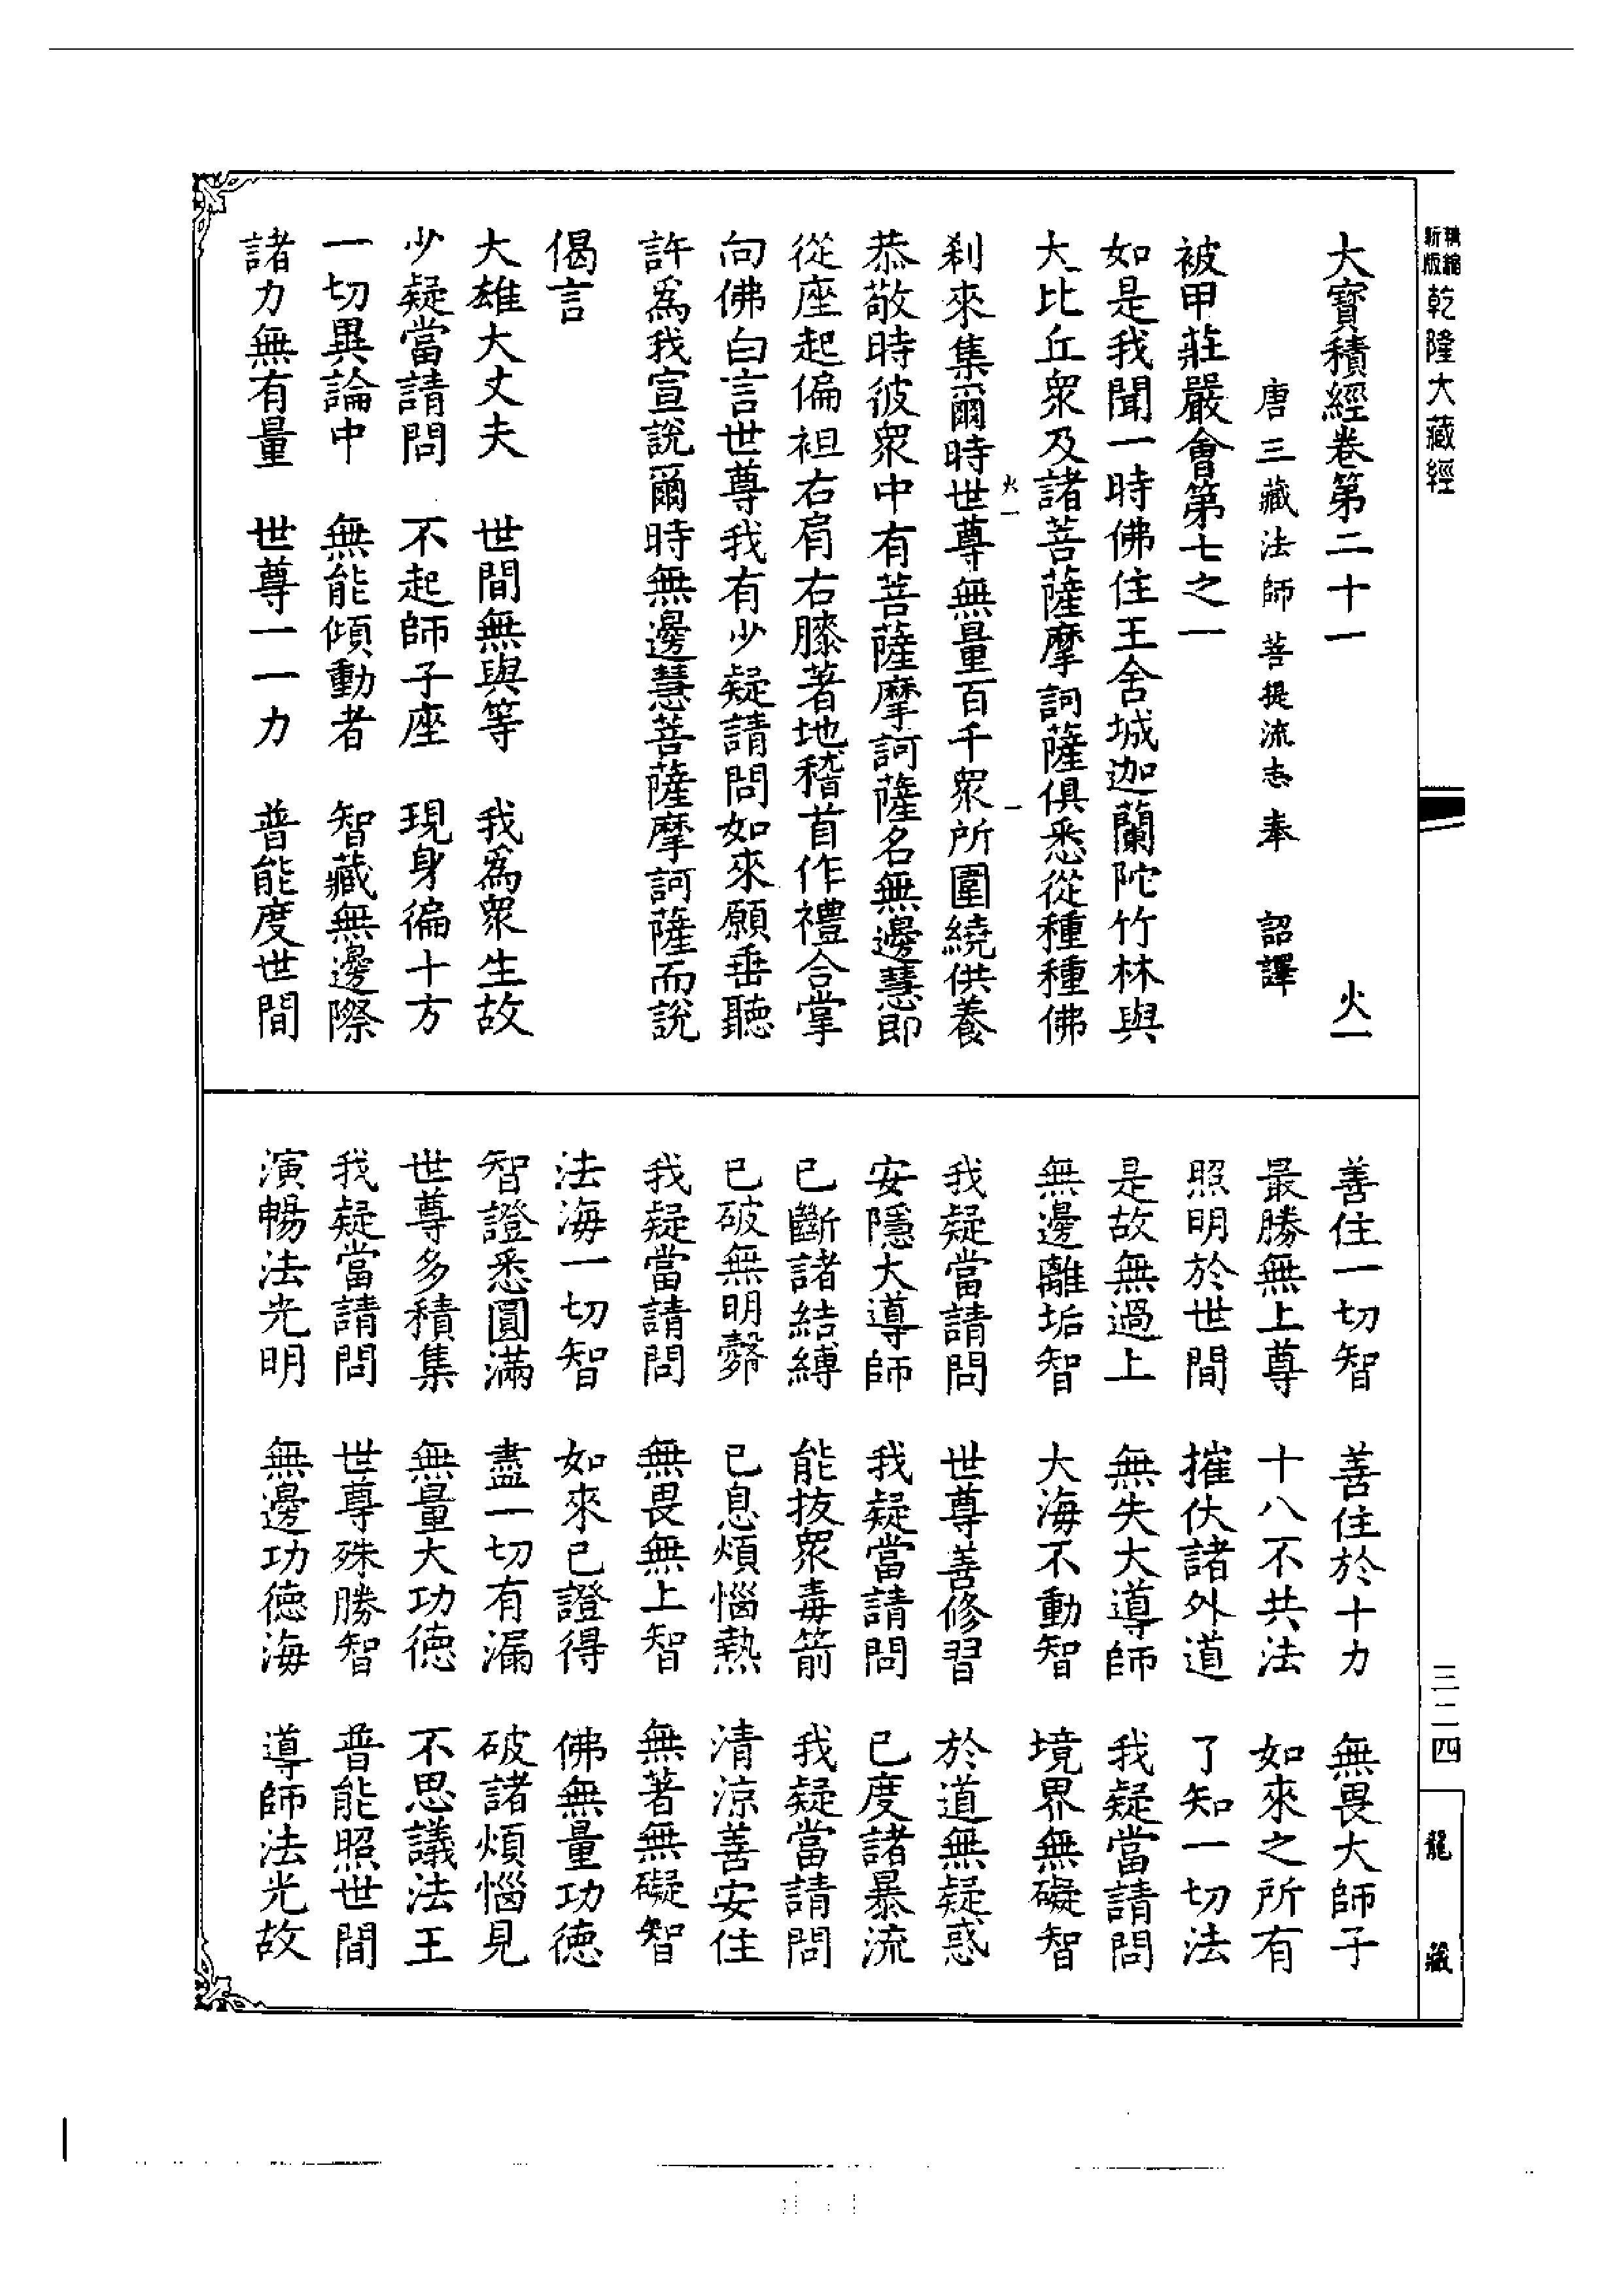 精縮新版乾隆大藏經
大寶積經卷第二十一 火一
唐三藏法師菩提流志奉 詔譯
被甲莊嚴會第七之一
如是我聞一時佛住王舍城迦蘭陀竹林與
大比丘衆及諸菩薩摩訶薩俱悉從種種佛
火一 一
刹來集爾時世尊無量百千衆所圍繞供養
恭敬時彼衆中有菩薩摩訶薩名無邊慧即
從座起偏袒右肩右膝著地稽首作禮合掌
向佛白言世尊我有少疑請問如來願垂聽
許爲我宣說爾時無邊慧菩薩摩訶薩而說
偈言
大雄大丈夫 世間無與等 我爲衆生故
少疑當請問 不起師子座 現身徧十方
一切異論中 無能傾動者 智藏無邊際
諸力無有量 世尊一一力 普能度世間
善住一切智 善住於十力 無畏大師子
最勝無上尊 十八不共法 如來之所有
照明於世間 摧伏諸外道 了知一切法
是故無過上 無失大導師 我疑當請問
無邊離垢智 大海不動智 境界無礙智
我疑當請問 世尊善修習 於道無疑惑
安隱大導師 我疑當請問 已度諸暴流
已斷諸結縛 能拔衆毒箭 我疑當請問
已破無明㲉 已息煩惱熱 清涼善安住
我疑當請問 無畏無上智 無著無礙智
法海一切智 如來已證得 佛無量功德
智證悉圓滿 盡一切有漏 破諸煩惱見
世尊多積集 無量大功德 不思議法王
我疑當請問 世尊殊勝智 普能照世間
演暢法光明 無邊功德海 導師法光故
三二四
龍 藏